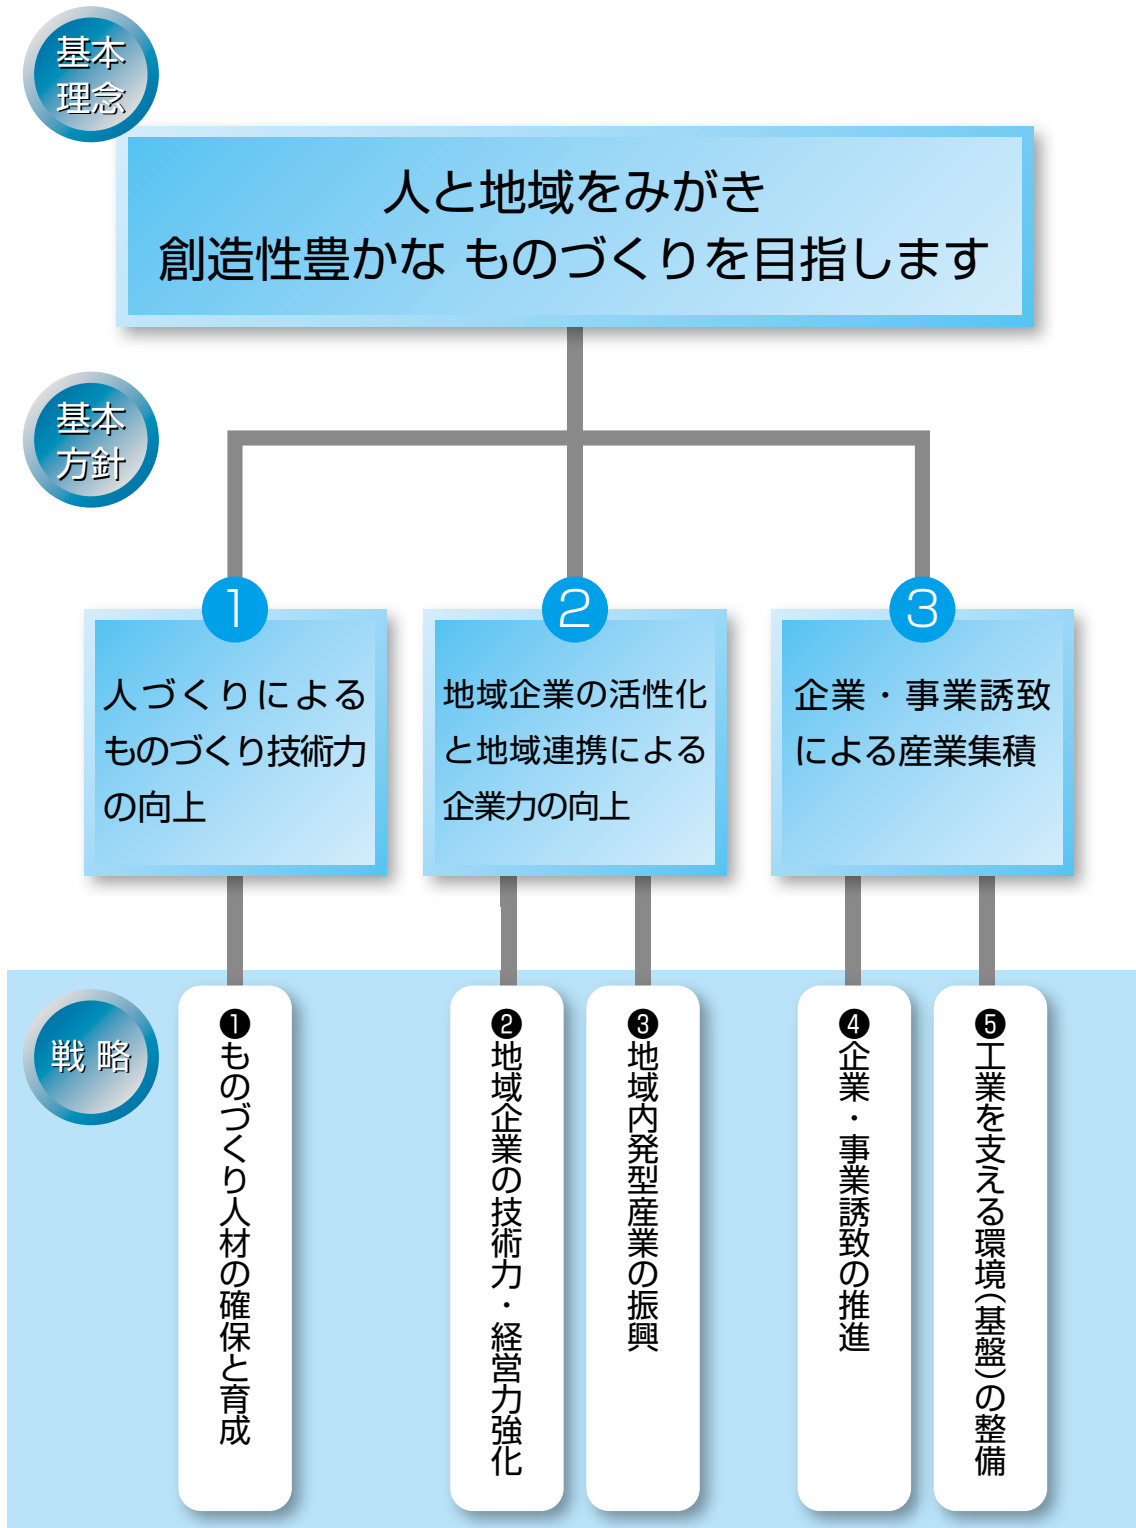 基本
理念
人と地域をみがき
創造性豊かな ものづくりを目指します
基本
方針
1
人づくりによる
ものづくり技術力
の向上
2
地域企業の活性化
と地域連携による
企業力の向上
3
企業・事業誘致
による産業集積
戦 略
❶ものづくり人材の確保と育成
❷地域企業の技術力・経営力強化
❸地域内発型産業の振興
❹企業・事業誘致の推進
❺工業を支える環境(基盤)の整備